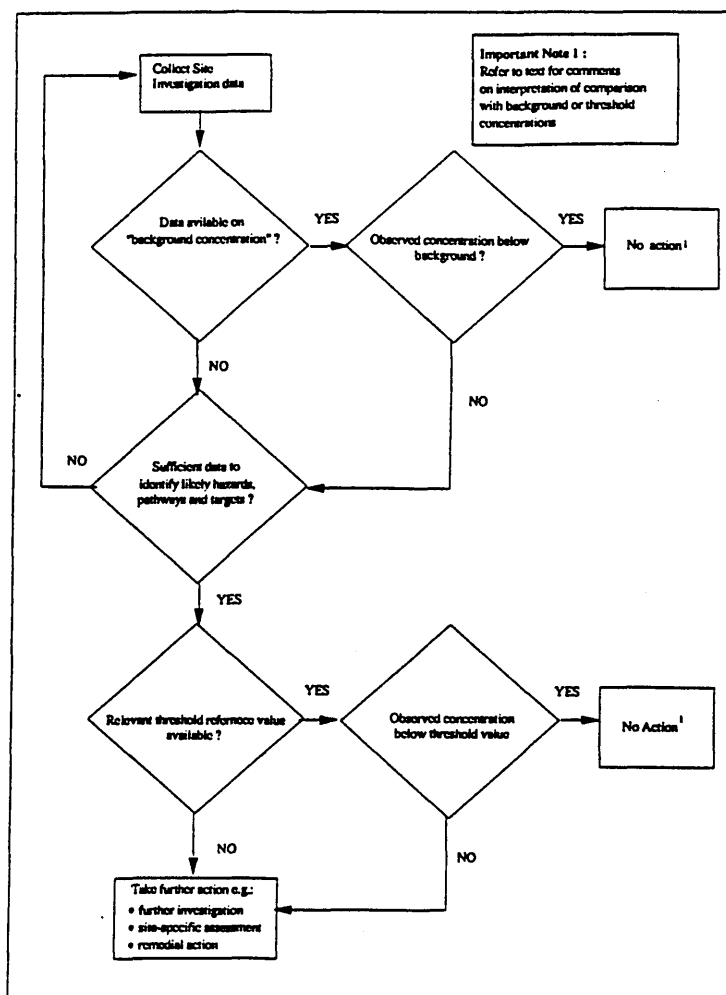 Collect Site
Investigation data
Important Note 1 :
Refer to text for comments
on interpretation of comparison
with background or threshold
concentrations
Data avilable on
"background concentration" ?
YES
Observed concentration below
background ?
YES
No action¹
NO
NO
NO
Sufficient data to
identify likely hazards,
pathways and targets ?
YES
Relevant threshold reference value
available ?
YES
Observed concentration
below threshold value
YES
No Action¹
NO
NO
Take further action e.g.:
• further investigation
• site-specific assessment
• remedial action